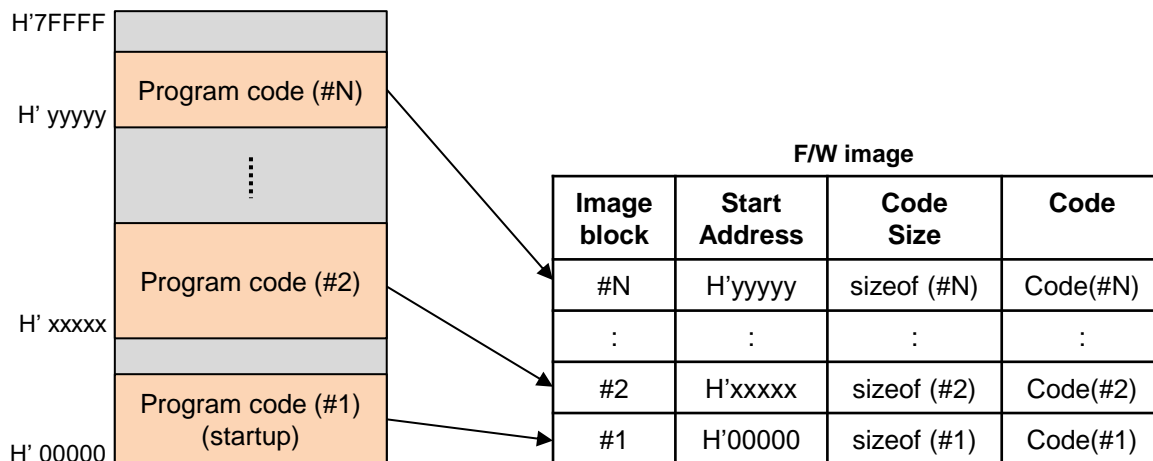 H'7FFFF
Program code (#N)
H' yyyyy
Program code (#2)
H' xxxxx
Program code (#1)
(startup)
H' 00000
F/W image
Image block Start Address Code Size Code
#N H'yyyyy sizeof (#N) Code(#N)
: : : :
#2 H'xxxxx sizeof (#2) Code(#2)
#1 H'00000 sizeof (#1) Code(#1)